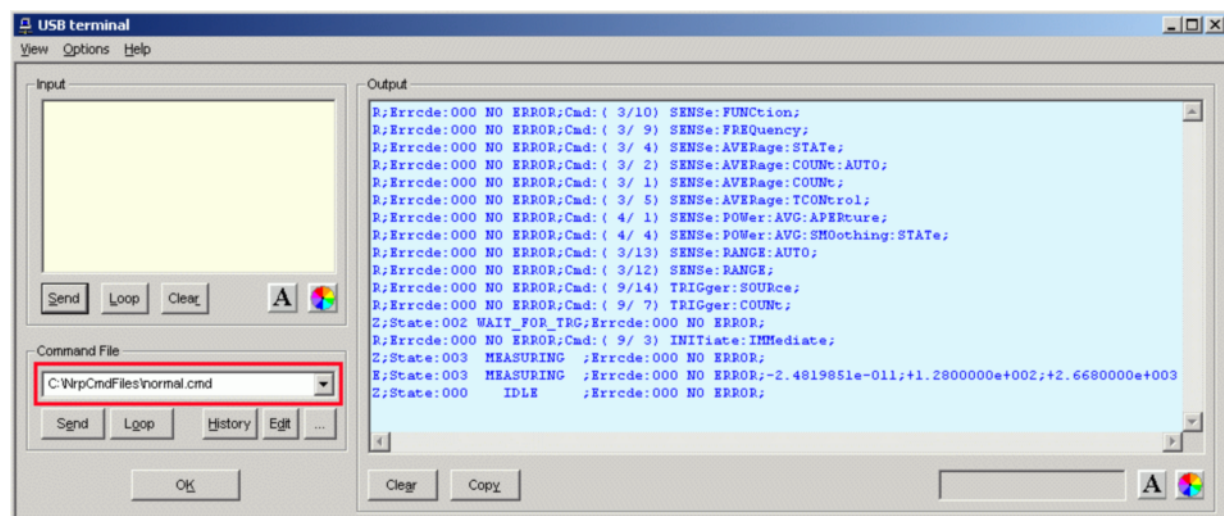 USB terminal
View Options Help
Input
Send Loop Clear A
Command File
C:\NrpCmdFiles\normal.cmd
Send Loop History Edit ...
OK
Output
R;Errcde:000 NO ERROR;Cmd:( 3/10) SENSe:FUNCtion;
R;Errcde:000 NO ERROR;Cmd:( 3/ 9) SENSe:FREQuency;
R;Errcde:000 NO ERROR;Cmd:( 3/ 4) SENSe:AVERage:STATe;
R;Errcde:000 NO ERROR;Cmd:( 3/ 2) SENSe:AVERage:COUNt:AUTO;
R;Errcde:000 NO ERROR;Cmd:( 3/ 1) SENSe:AVERage:COUNt;
R;Errcde:000 NO ERROR;Cmd:( 3/ 5) SENSe:AVERage:TCONtrol;
R;Errcde:000 NO ERROR;Cmd:( 4/ 1) SENSe:POWer:AVG:APERture;
R;Errcde:000 NO ERROR;Cmd:( 4/ 4) SENSe:POWer:AVG:SMOothing:STATe;
R;Errcde:000 NO ERROR;Cmd:( 3/13) SENSe:RANGE:AUTO;
R;Errcde:000 NO ERROR;Cmd:( 3/12) SENSe:RANGE;
R;Errcde:000 NO ERROR;Cmd:( 9/14) TRIGger:SOURce;
R;Errcde:000 NO ERROR;Cmd:( 9/ 7) TRIGger:COUNt;
Z;State:002 WAIT_FOR_TRG;Errcde:000 NO ERROR;
R;Errcde:000 NO ERROR;Cmd:( 9/ 3) INITiate:IMMediate;
Z;State:003 MEASURING ;Errcde:000 NO ERROR;
E;State:003 MEASURING ;Errcde:000 NO ERROR;-2.4819851e-011;+1.2800000e+002;+2.6680000e+003
Z;State:000 IDLE ;Errcde:000 NO ERROR;
Clear Copy A